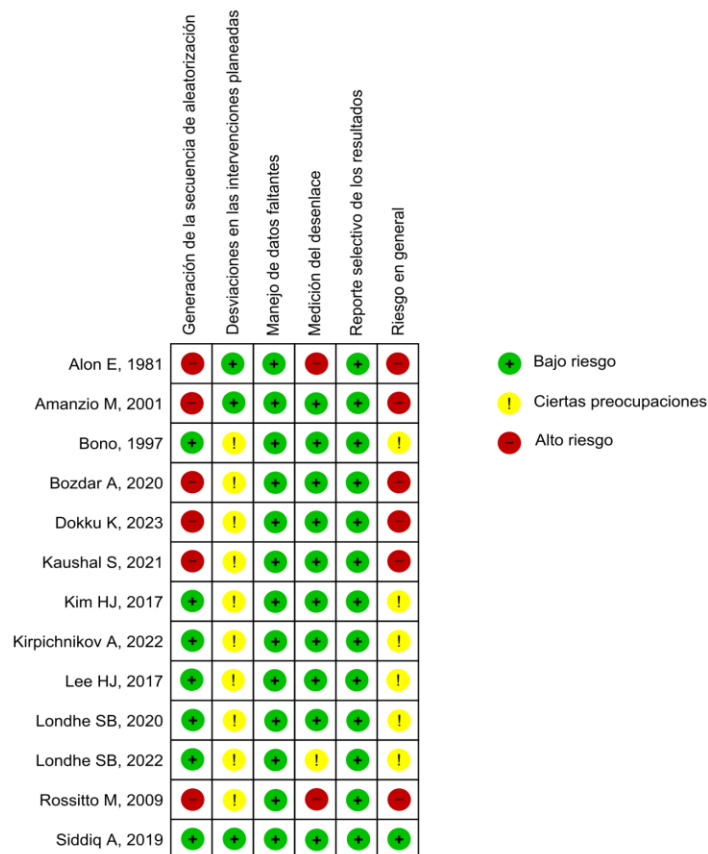 Generación de la secuencia de aleatorización
Desviaciones en las intervenciones planeadas
Manejo de datos faltantes
Medición del desenlace
Reporte selectivo de los resultados
Riesgo en general
Alon E, 1981 - + + - + -
Amanzio M, 2001 - + + + + -
Bono, 1997 + ! + + + !
Bozdar A, 2020 - ! + + + -
Dokku K, 2023 - ! + + + -
Kaushal S, 2021 - ! + + + -
Kim HJ, 2017 + ! + + + !
Kirpichnikov A, 2022 + ! + + + !
Lee HJ, 2017 + ! + + + !
Londhe SB, 2020 + ! + + + !
Londhe SB, 2022 + ! + ! + !
Rossitto M, 2009 - ! + - + -
Siddiq A, 2019 + + + + + +
+ Bajo riesgo
! Ciertas preocupaciones
- Alto riesgo